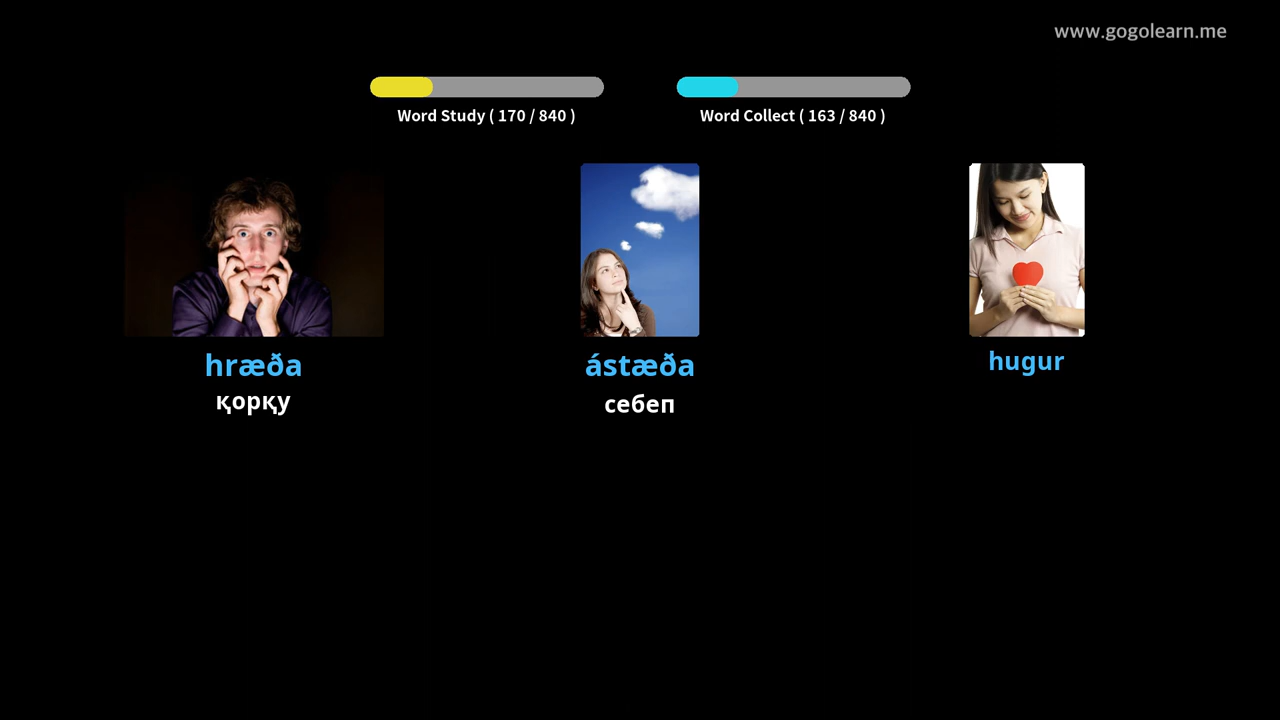 www.gogolearn.me
Word Study ( 170 / 840 )
Word Collect ( 163 / 840 )
hræða
қорқу
ástæða
себеп
hugur